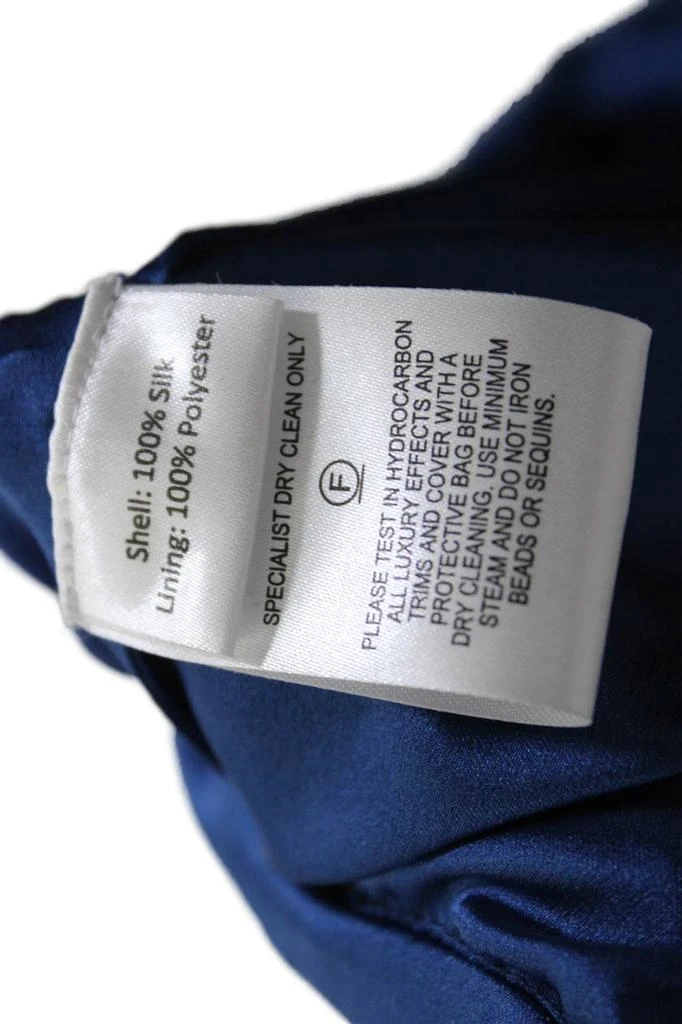 Shell: 100% Silk
Lining: 100% Polyester
SPECIALIST DRY CLEAN ONLY
F
PLEASE TEST IN HYDROCARBON
ALL LUXURY EFFECTS AND
TRIMS AND COVER WITH A
PROTECTIVE BAG BEFORE
DRY CLEANING. USE MINIMUM
STEAM AND DO NOT IRON
BEADS OR SEQUINS.